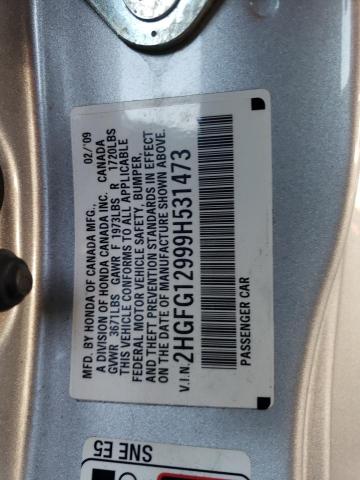 MFD. BY HONDA OF CANADA MFG., 02/'09
A DIVISION OF HONDA CANADA INC. CANADA
GVWR 3671LBS GAWR F 1973LBS R 1720LBS
THIS VEHICLE CONFORMS TO ALL APPLICABLE
FEDERAL MOTOR VEHICLE SAFETY, BUMPER,
AND THEFT PREVENTION STANDARDS IN EFFECT
ON THE DATE OF MANUFACTURE SHOWN ABOVE.
V.I.N. 2HGFG12999H531473
PASSENGER CAR
SNE E5